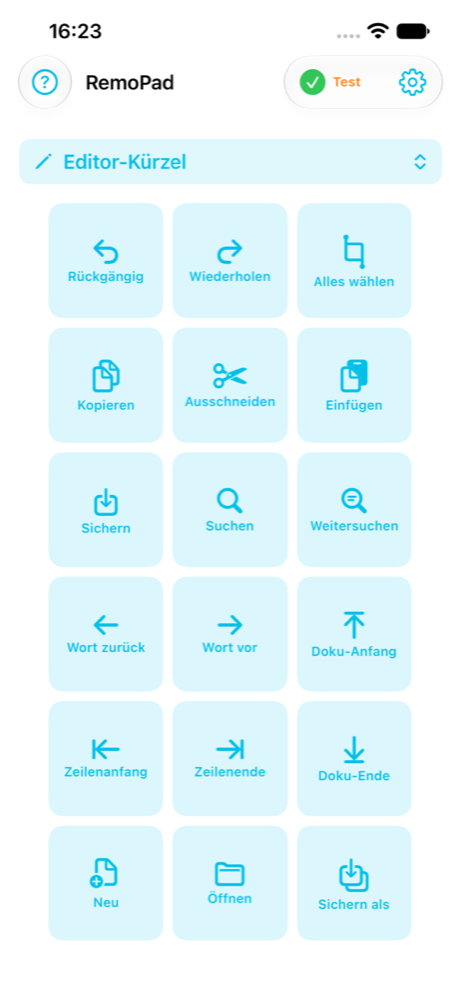 16:23
RemoPad
Test
Editor-Kürzel
Rückgängig
Wiederholen
Alles wählen
Kopieren
Ausschneiden
Einfügen
Sichern
Suchen
Weitersuchen
Wort zurück
Wort vor
Doku-Anfang
Zeilenanfang
Zeilenende
Doku-Ende
Neu
Öffnen
Sichern als